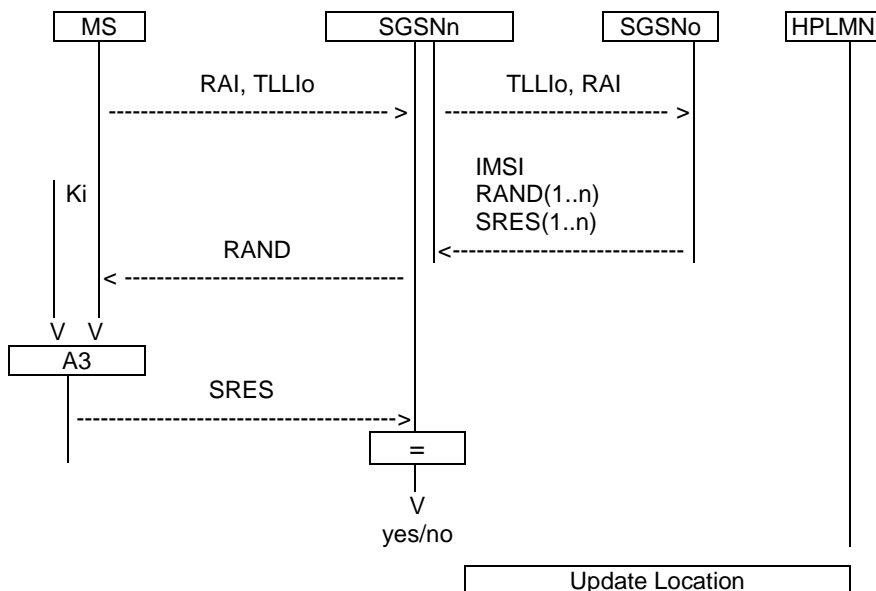 MS SGSNn SGSNo HPLMN
RAI, TLLIo TLLIo, RAI
IMSI
Ki RAND(1..n)
SRES(1..n)
RAND
V V
A3
SRES
=
V
yes/no
Update Location